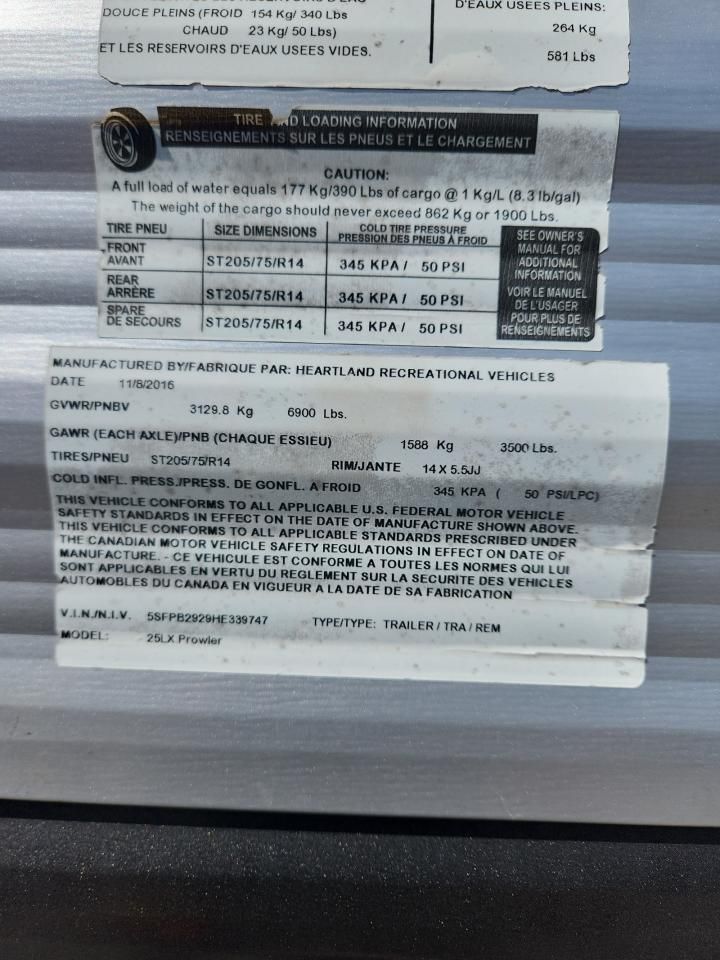 DOUCE PLEINS (FROID 154 Kg/ 340 Lbs
CHAUD 23 Kg/ 50 Lbs)
ET LES RESERVOIRS D'EAUX USEES VIDES.
D'EAUX USEES PLEINS:
264 Kg
581 Lbs
TIRE AND LOADING INFORMATION
RENSEIGNEMENTS SUR LES PNEUS ET LE CHARGEMENT
CAUTION:
A full load of water equals 177 Kg/390 Lbs of cargo @ 1 Kg/L (8.3 lb/gal)
The weight of the cargo should never exceed 862 Kg or 1900 Lbs.
TIRE PNEU SIZE DIMENSIONS COLD TIRE PRESSURE
PRESSION DES PNEUS À FROID
FRONT
AVANT ST205/75/R14 345 KPA / 50 PSI
REAR
ARRÈRE ST205/75/R14 345 KPA / 50 PSI
SPARE
DE SECOURS ST205/75/R14 345 KPA / 50 PSI
SEE OWNER'S
MANUAL FOR
ADDITIONAL
INFORMATION
VOIR LE MANUEL
DE L'USAGER
POUR PLUS DE
RENSEIGNEMENTS
MANUFACTURED BY/FABRIQUE PAR: HEARTLAND RECREATIONAL VEHICLES
DATE 11/8/2016
GVWR/PNBV 3129.8 Kg 6900 Lbs.
GAWR (EACH AXLE)/PNB (CHAQUE ESSIEU) 1588 Kg 3500 Lbs.
TIRES/PNEU ST205/75/R14 RIM/JANTE 14 X 5.5JJ
COLD INFL. PRESS./PRESS. DE GONFL. A FROID 345 KPA ( 50 PSI/LPC)
THIS VEHICLE CONFORMS TO ALL APPLICABLE U.S. FEDERAL MOTOR VEHICLE
SAFETY STANDARDS IN EFFECT ON THE DATE OF MANUFACTURE SHOWN ABOVE.
THIS VEHICLE CONFORMS TO ALL APPLICABLE STANDARDS PRESCRIBED UNDER
THE CANADIAN MOTOR VEHICLE SAFETY REGULATIONS IN EFFECT ON DATE OF
MANUFACTURE. - CE VEHICULE EST CONFORME A TOUTES LES NORMES QUI LUI
SONT APPLICABLES EN VERTU DU REGLEMENT SUR LA SECURITE DES VEHICLES
AUTOMOBILES DU CANADA EN VIGUEUR A LA DATE DE SA FABRICATION
V.I.N./N.I.V. 5SFPB2929HE339747 TYPE/TYPE: TRAILER / TRA / REM
MODEL: 25LX Prowler